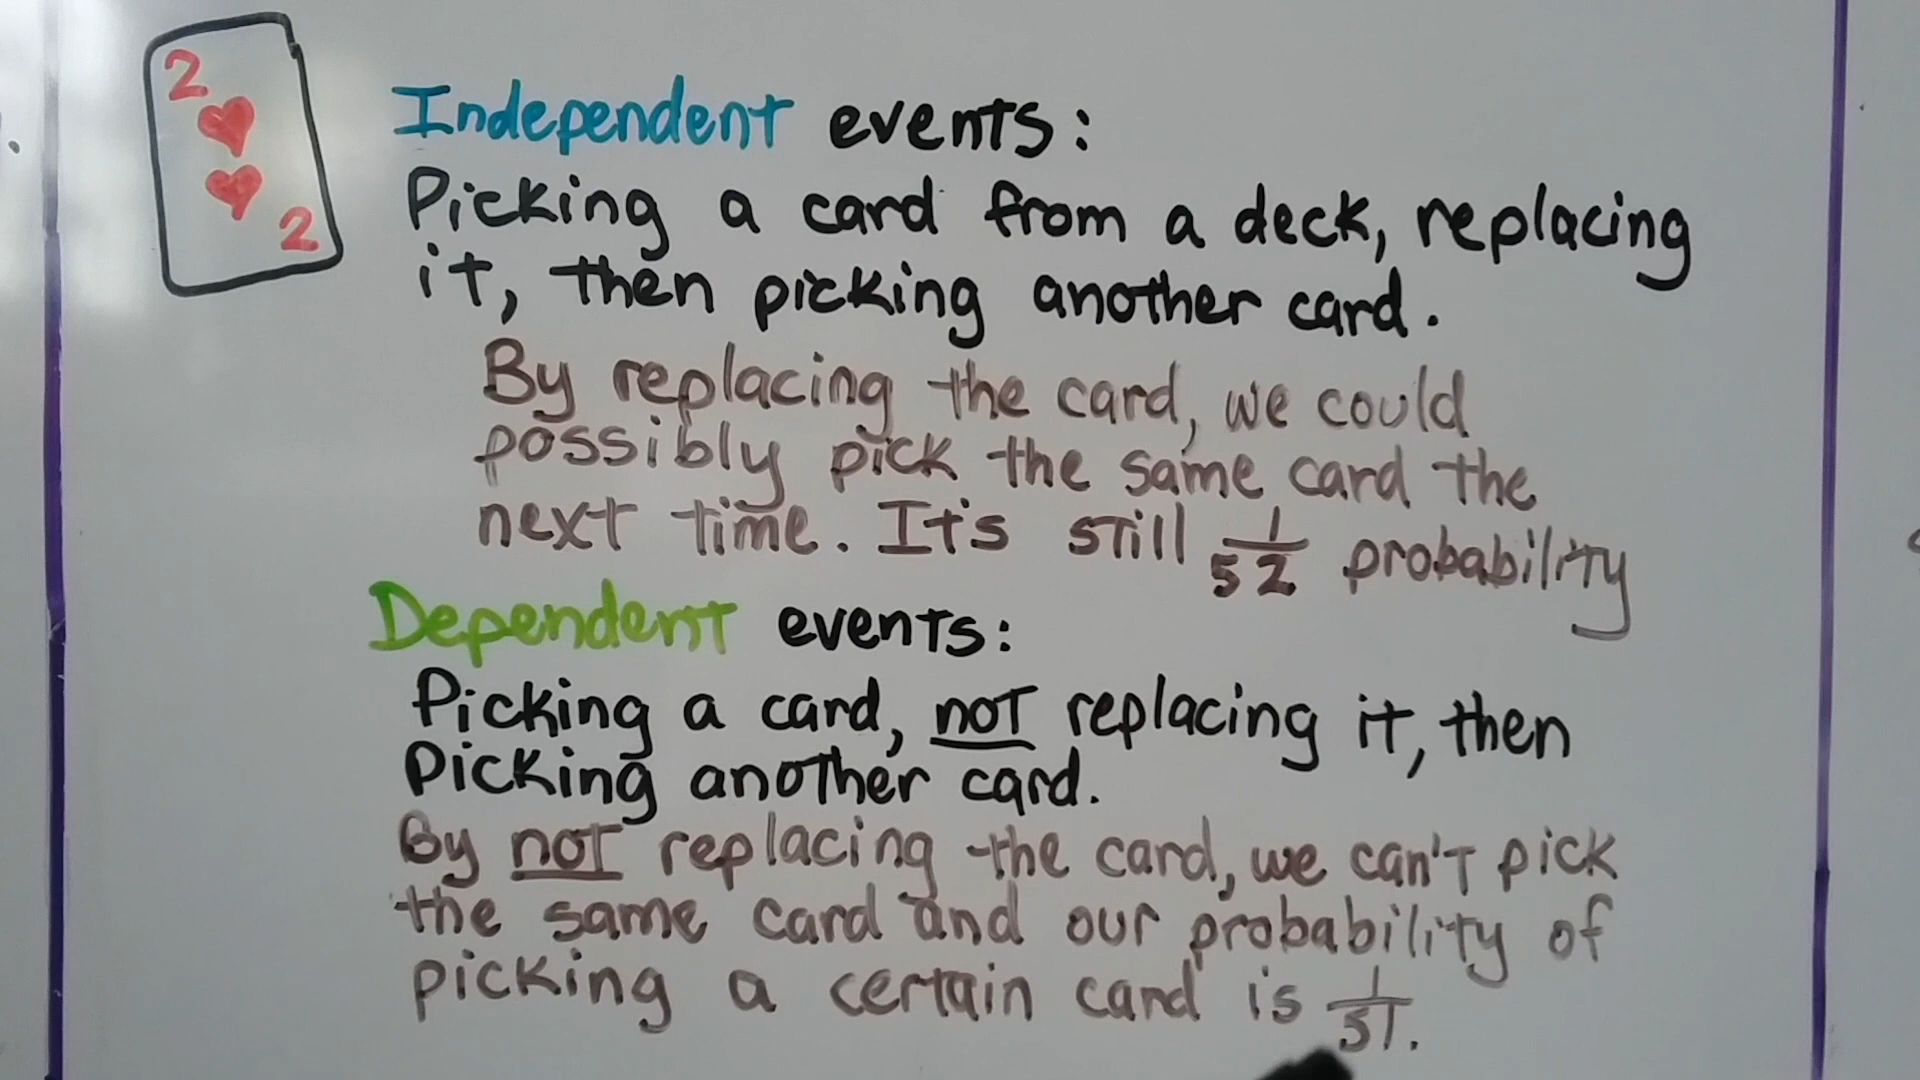 2
2
Independent events:
Picking a card from a deck, replacing
it, then picking another card.
By replacing the card, we could
possibly pick the same card the
next time. It's still 1/52 probability
Dependent events:
Picking a card, not replacing it, then
picking another card.
By not replacing the card, we can't pick
the same card and our probability of
picking a certain card is 1/51.